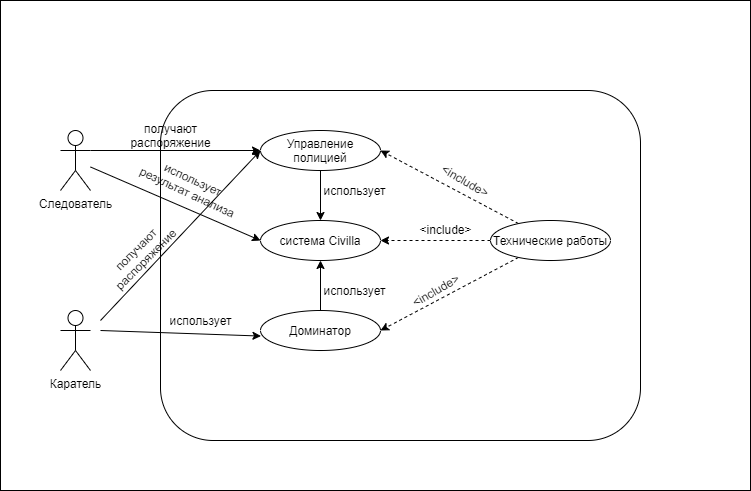 получают
распоряжение
Управление
полицией
<include>
использует
результат анализа
использует
Следователь
<include>
система Civilla
Технические работы
получают
распоряжение
использует
<include>
использует
Доминатор
Каратель